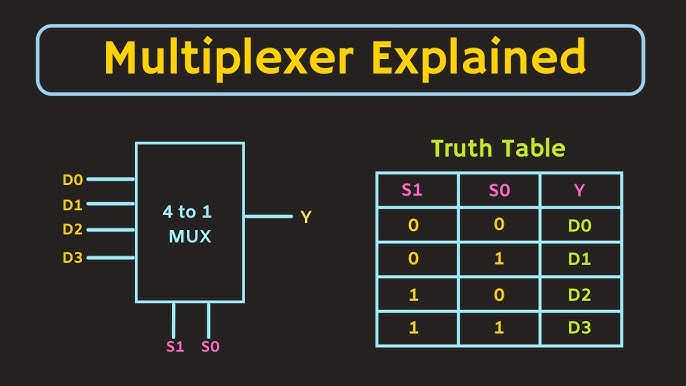 Multiplexer Explained
D0
D1
D2
D3
4 to 1
MUX
Y
S1 S0
Truth Table
S1 S0 Y
0 0 D0
0 1 D1
1 0 D2
1 1 D3